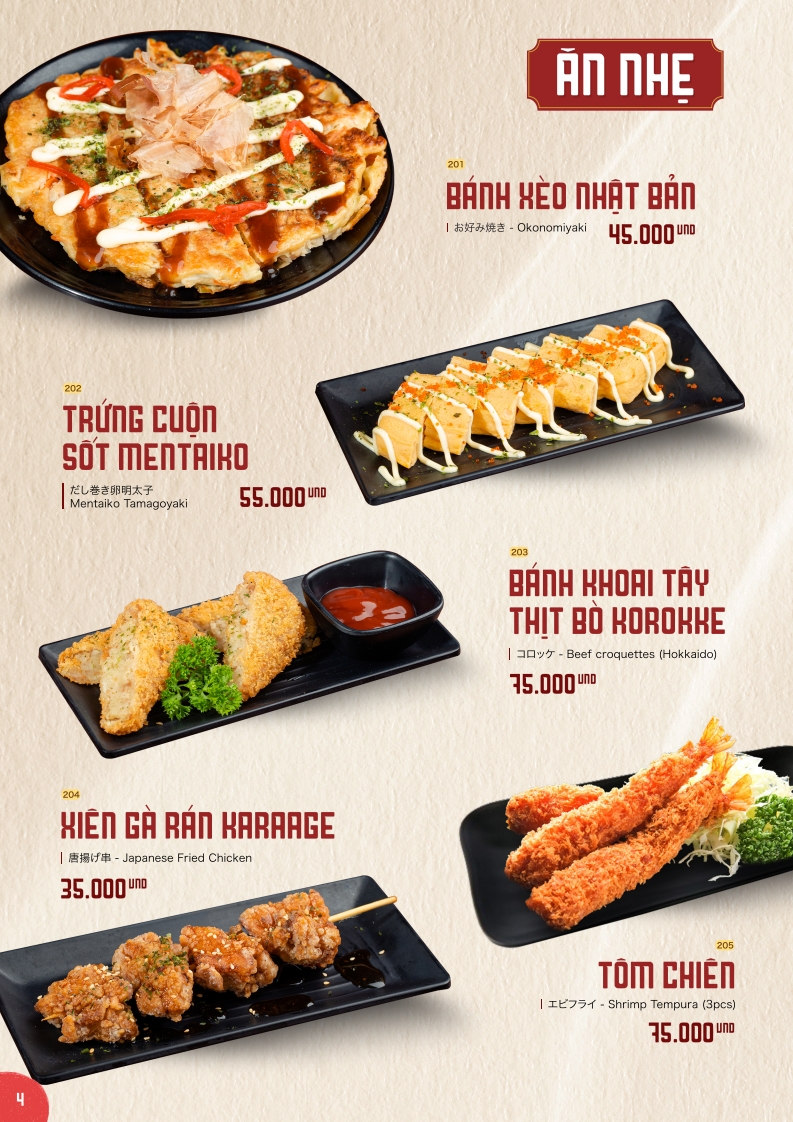 ĂN NHẸ
201
BÁNH XÈO NHẬT BẢN
お好み焼き - Okonomiyaki
45.000 VND
202
TRỨNG CUỘN
SỐT MENTAIKO
だし巻き卵明太子
Mentaiko Tamagoyaki
55.000 VND
203
BÁNH KHOAI TÂY
THỊT BÒ KOROKKE
コロッケ - Beef croquettes (Hokkaido)
75.000 VND
204
XIÊN GÀ RÁN KARAAGE
唐揚げ串 - Japanese Fried Chicken
35.000 VND
205
TÔM CHIÊN
エビフライ - Shrimp Tempura (3pcs)
75.000 VND
4